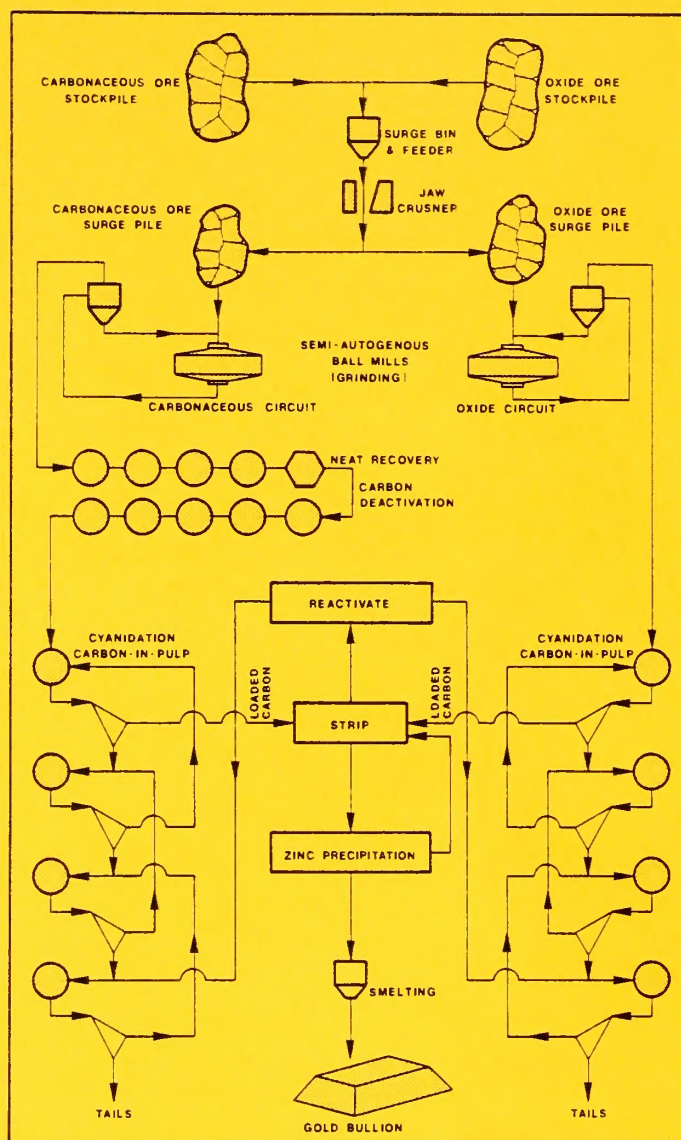 CARBONACEOUS ORE
STOCKPILE
OXIDE ORE
STOCKPILE
SURGE BIN
& FEEDER
JAW
CRUSNER
CARBONACEOUS ORE
SURGE PILE
OXIDE ORE
SURGE PILE
SEMI-AUTOGENOUS
BALL MILLS
(GRINDING)
CARBONACEOUS CIRCUIT
OXIDE CIRCUIT
NEAT RECOVERY
CARBON
DEACTIVATION
REACTIVATE
CYANIDATION
CARBON-IN-PULP
CYANIDATION
CARBON-IN-PULP
LOADED
CARBON
LOADED
CARBON
STRIP
ZINC PRECIPITATION
SMELTING
TAILS
TAILS
GOLD BULLION